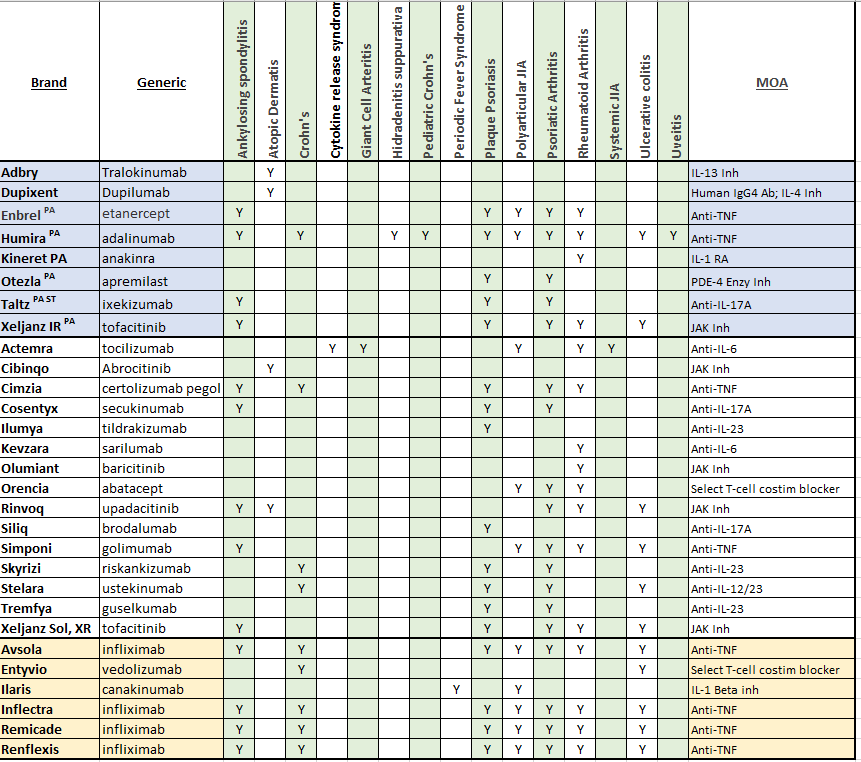 Brand Generic Ankylosing spondylitis Atopic Dermatis Crohn's Cytokine release syndrom Giant Cell Arteritis Hidradenitis suppurativa Pediatric Crohn's Periodic Fever Syndrome Plaque Psoriasis Polyarticular JIA Psoriatic Arthritis Rheumatoid Arthritis Systemic JIA Ulcerative colitis Uveitis MOA
Adbry Tralokinumab Y IL-13 Inh
Dupixent Dupilumab Y Human IgG4 Ab; IL-4 Inh
Enbrel PA etanercept Y Y Y Y Y Anti-TNF
Humira PA adalinumab Y Y Y Y Y Y Y Y Y Y Anti-TNF
Kineret PA anakinra Y IL-1 RA
Otezla PA apremilast Y Y PDE-4 Enzy Inh
Taltz PA ST ixekizumab Y Y Y Anti-IL-17A
Xeljanz IR PA tofacitinib Y Y Y Y Y JAK Inh
Actemra tocilizumab Y Y Y Y Y Anti-IL-6
Cibinqo Abrocitinib Y JAK Inh
Cimzia certolizumab pegol Y Y Y Y Y Anti-TNF
Cosentyx secukinumab Y Y Y Anti-IL-17A
Ilumya tildrakizumab Y Anti-IL-23
Kevzara sarilumab Y Anti-IL-6
Olumiant baricitinib Y JAK Inh
Orencia abatacept Y Y Y Select T-cell costim blocker
Rinvoq upadacitinib Y Y Y Y Y JAK Inh
Siliq brodalumab Y Anti-IL-17A
Simponi golimumab Y Y Y Y Y Anti-TNF
Skyrizi riskankizumab Y Y Y Anti-IL-23
Stelara ustekinumab Y Y Y Y Anti-IL-12/23
Tremfya guselkumab Y Y Anti-IL-23
Xeljanz Sol, XR tofacitinib Y Y Y Y Y JAK Inh
Avsola infliximab Y Y Y Y Y Y Y Anti-TNF
Entyvio vedolizumab Y Y Select T-cell costim blocker
Ilaris canakinumab Y Y IL-1 Beta inh
Inflectra infliximab Y Y Y Y Y Y Y Anti-TNF
Remicade infliximab Y Y Y Y Y Y Y Anti-TNF
Renflexis infliximab Y Y Y Y Y Y Y Anti-TNF